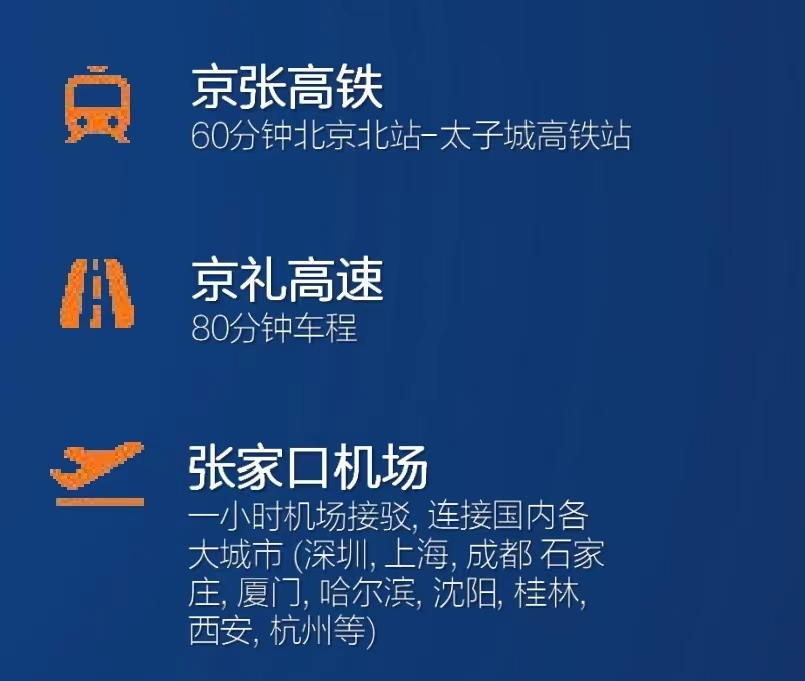 京张高铁
60分钟北京北站-太子城高铁站
京礼高速
80分钟车程
张家口机场
一小时机场接驳, 连接国内各
大城市 (深圳, 上海, 成都 石家
庄, 厦门, 哈尔滨, 沈阳, 桂林,
西安, 杭州等)